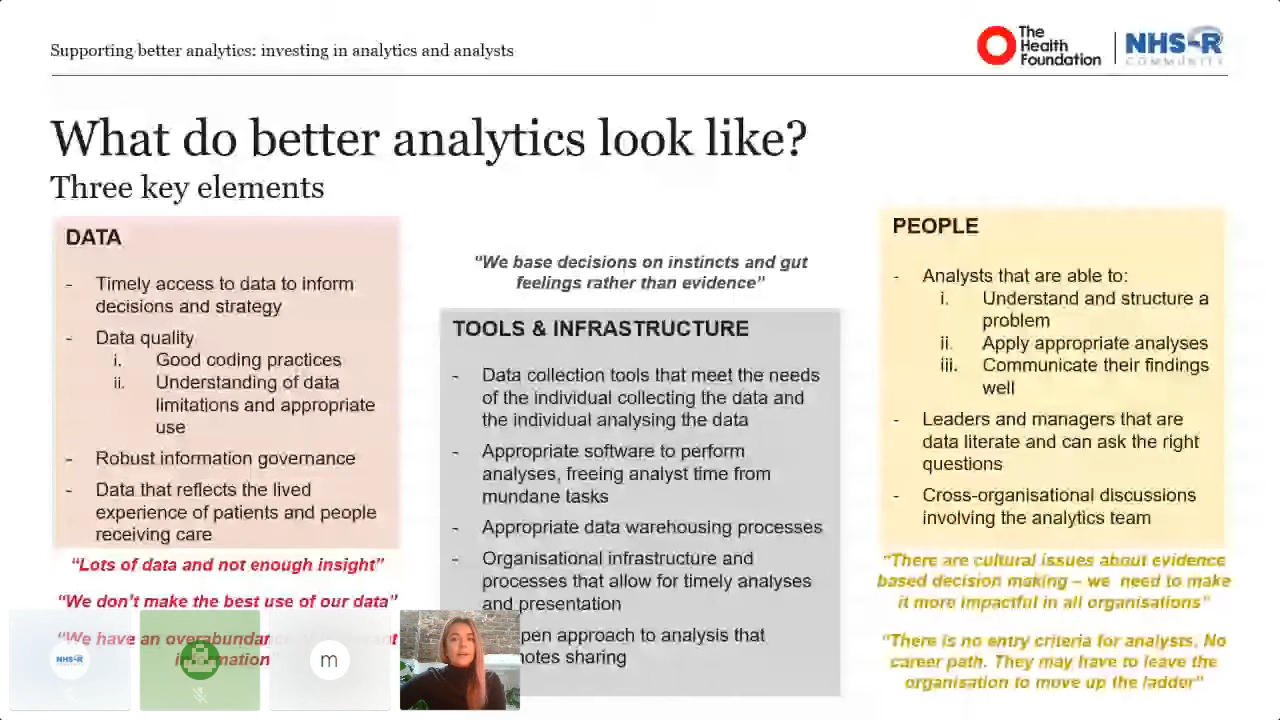 Supporting better analytics: investing in analytics and analysts
The
Health
Foundation
NHS-R
COMMUNITY
What do better analytics look like?
Three key elements
DATA
- Timely access to data to inform
decisions and strategy
- Data quality
i. Good coding practices
ii. Understanding of data
limitations and appropriate
use
- Robust information governance
- Data that reflects the lived
experience of patients and people
receiving care
“Lots of data and not enough insight”
“We don’t make the best use of our data”
“We have an
“We base decisions on instincts and gut
feelings rather than evidence”
TOOLS & INFRASTRUCTURE
- Data collection tools that meet the needs
of the individual collecting the data and
the individual analysing the data
- Appropriate software to perform
analyses, freeing analyst time from
mundane tasks
- Appropriate data warehousing processes
- Organisational infrastructure and
processes that allow for timely analyses
and presentation
approach to analysis that
sharing
PEOPLE
- Analysts that are able to:
i. Understand and structure a
problem
ii. Apply appropriate analyses
iii. Communicate their findings
well
- Leaders and managers that are
data literate and can ask the right
questions
- Cross-organisational discussions
involving the analytics team
“There are cultural issues about evidence
based decision making – we need to make
it more impactful in all organisations”
“There is no entry criteria for analysts. No
career path. They may have to leave the
organisation to move up the ladder”
NHS-R
m